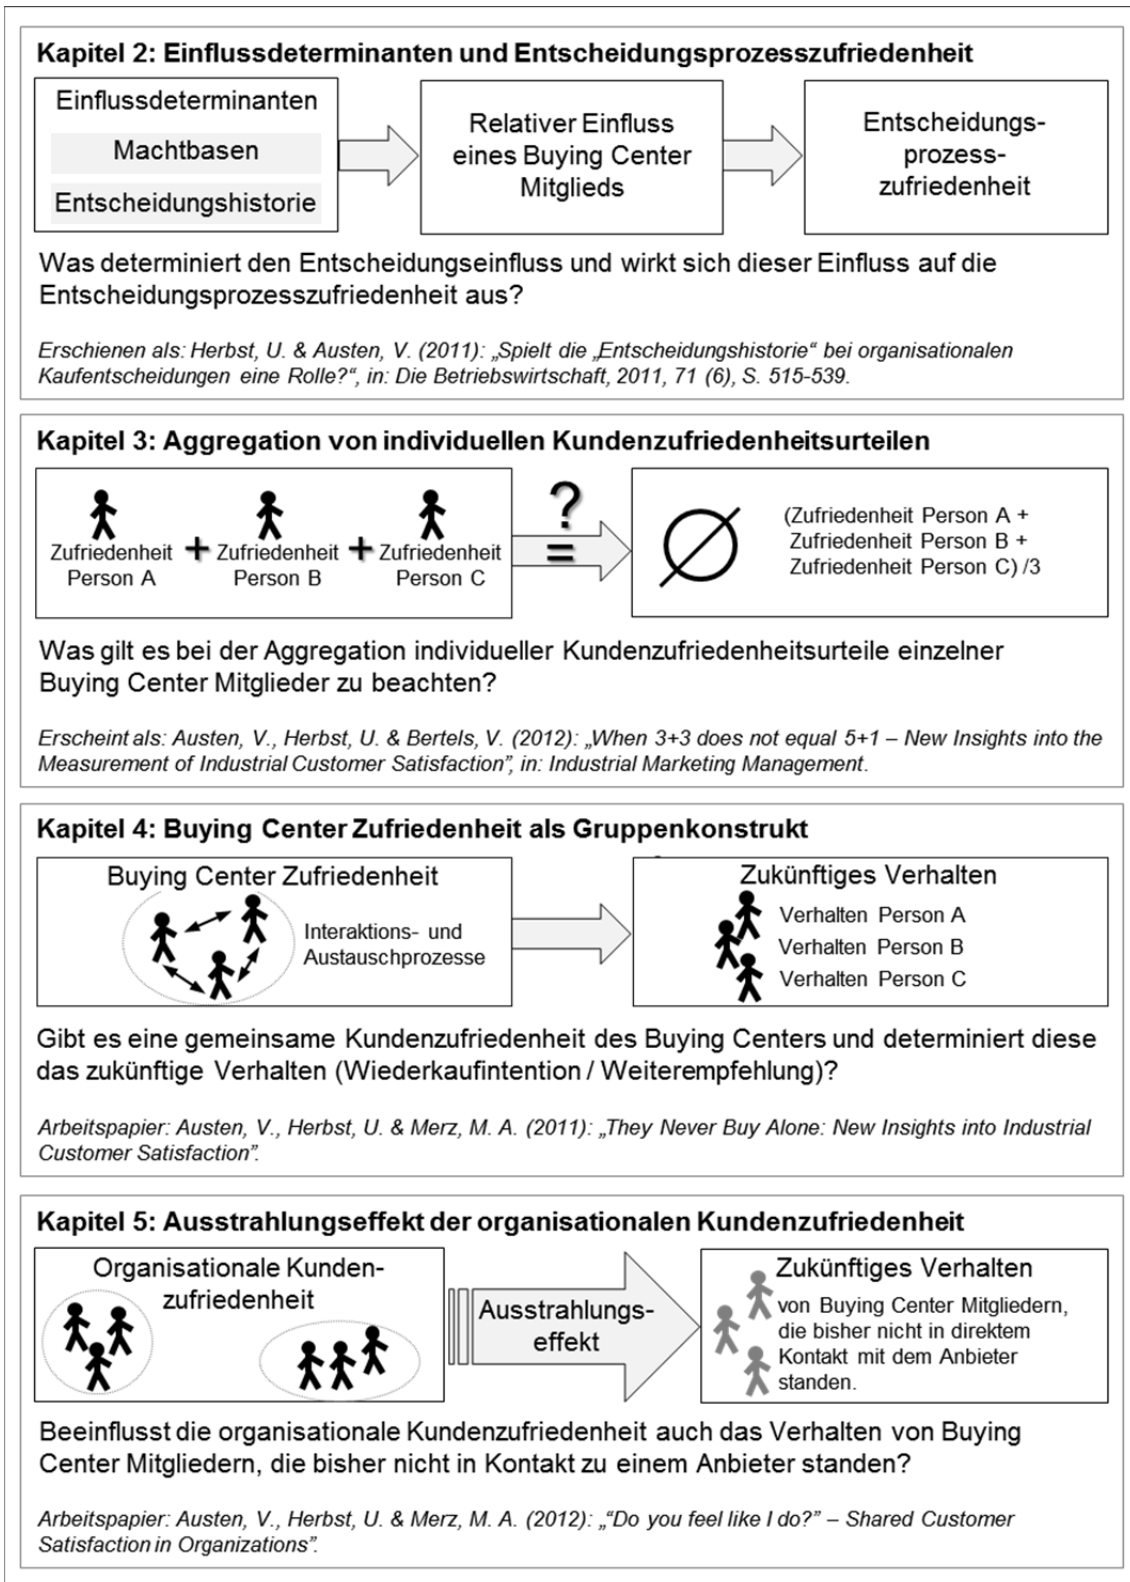 Kapitel 2: Einflussdeterminanten und Entscheidungsprozesszufriedenheit
Einflussdeterminanten
Machtbasen
Entscheidungshistorie
Relativer Einfluss
eines Buying Center
Mitglieds
Entscheidungs-
prozess-
zufriedenheit
Was determiniert den Entscheidungseinfluss und wirkt sich dieser Einfluss auf die
Entscheidungsprozesszufriedenheit aus?
Erschienen als: Herbst, U. & Austen, V. (2011): „Spielt die „Entscheidungshistorie“ bei organisationalen
Kaufentscheidungen eine Rolle?“, in: Die Betriebswirtschaft, 2011, 71 (6), S. 515-539.
Kapitel 3: Aggregation von individuellen Kundenzufriedenheitsurteilen
Zufriedenheit
Person A
+
Zufriedenheit
Person B
+
Zufriedenheit
Person C
?
=
(Zufriedenheit Person A +
Zufriedenheit Person B +
Zufriedenheit Person C) /3
Was gilt es bei der Aggregation individueller Kundenzufriedenheitsurteile einzelner
Buying Center Mitglieder zu beachten?
Erscheint als: Austen, V., Herbst, U. & Bertels, V. (2012): „When 3+3 does not equal 5+1 – New Insights into the
Measurement of Industrial Customer Satisfaction”, in: Industrial Marketing Management.
Kapitel 4: Buying Center Zufriedenheit als Gruppenkonstrukt
Buying Center Zufriedenheit
Interaktions- und
Austauschprozesse
Zukünftiges Verhalten
Verhalten Person A
Verhalten Person B
Verhalten Person C
Gibt es eine gemeinsame Kundenzufriedenheit des Buying Centers und determiniert diese
das zukünftige Verhalten (Wiederkaufintention / Weiterempfehlung)?
Arbeitspapier: Austen, V., Herbst, U. & Merz, M. A. (2011): „They Never Buy Alone: New Insights into Industrial
Customer Satisfaction”.
Kapitel 5: Ausstrahlungseffekt der organisationalen Kundenzufriedenheit
Organisationale Kunden-
zufriedenheit
Ausstrahlungs-
effekt
Zukünftiges Verhalten
von Buying Center Mitgliedern,
die bisher nicht in direktem
Kontakt mit dem Anbieter
standen.
Beeinflusst die organisationale Kundenzufriedenheit auch das Verhalten von Buying
Center Mitgliedern, die bisher nicht in Kontakt zu einem Anbieter standen?
Arbeitspapier: Austen, V., Herbst, U. & Merz, M. A. (2012): „“Do you feel like I do?” – Shared Customer
Satisfaction in Organizations”.